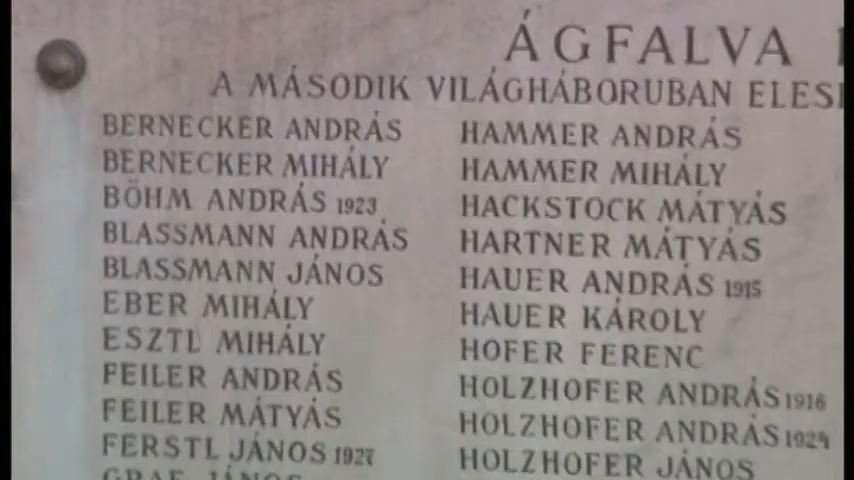 ÁGFALVA
A MÁSODIK VILÁGHÁBORUBAN
BERNECKER ANDRÁS
BERNECKER MIHÁLY
BÖHM ANDRÁS 1923
BLASSMANN ANDRÁS
BLASSMANN JÁNOS
EBER MIHÁLY
ESZTL MIHÁLY
FEILER ANDRÁS
FEILER MÁTYÁS
FERSTL JÁNOS 1927
HAMMER ANDRÁS
HAMMER MIHÁLY
HACKSTOCK MÁTYÁS
HARTNER MÁTYÁS
HAUER ANDRÁS 1915
HAUER KÁROLY
HOFER FERENC
HOLZHOFER ANDRÁS 1916
HOLZHOFER ANDRÁS 1924
HOLZHOFER JÁNOS